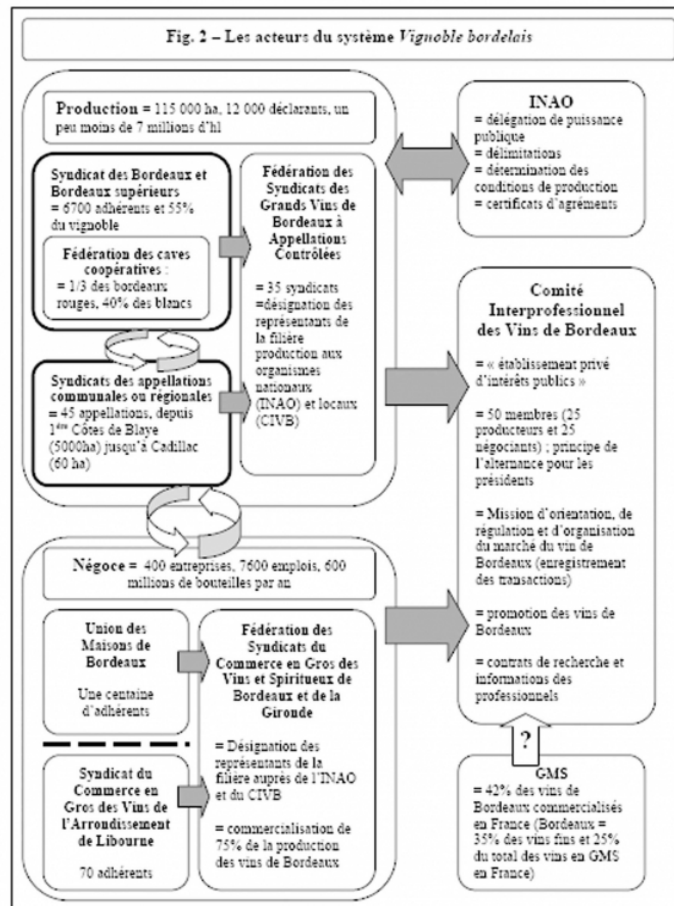 Fig. 2 – Les acteurs du système Vignoble bordelais
Production = 115 000 ha, 12 000 déclarants, un
peu moins de 7 millions d'hl
Syndicat des Bordeaux et
Bordeaux supérieurs
= 6700 adhérents et 55%
du vignoble
Fédération des caves
coopératives :
= 1/3 des bordeaux
rouges, 40% des blancs
Syndicats des appellations
communales ou régionales
= 45 appellations, depuis
1ères Côtes de Blaye
(5000ha) jusqu'à Cadillac
(60 ha)
Fédération des
Syndicats des
Grands Vins de
Bordeaux à
Appellations
Contrôlées
= 35 syndicats
=désignation des
représentants de
la filière
production aux
organismes
nationaux
(INAO) et locaux
(CIVB)
INAO
= délégation de puissance
publique
= délimitations
= détermination des
conditions de production
= certificats d'agréments
Comité
Interprofessionnel
des Vins de Bordeaux
= « établissement privé
d'intérêts publics »
= 50 membres (25
producteurs et 25
négociants) ; principe de
l'alternance pour les
présidents
= Mission d'orientation, de
régulation et d'organisation
du marché du vin de
Bordeaux (enregistrement
des transactions)
= promotion des vins de
Bordeaux
= contrats de recherche et
informations des
professionnels
Négoce = 400 entreprises, 7600 emplois, 600
millions de bouteilles par an
Union des
Maisons de
Bordeaux
Une centaine
d'adhérents
Syndicat du
Commerce en
Gros des Vins de
l'Arrondissement
de Libourne
70 adhérents
Fédération des
Syndicats du
Commerce en Gros des
Vins et Spiritueux de
Bordeaux et de la
Gironde
= Désignation des
représentants de la
filière auprès de l'INAO
et du CIVB
= commercialisation de
75% de la production
des vins de Bordeaux
?
GMS
= 42% des vins de
Bordeaux commercialisés
en France (Bordeaux =
35% des vins fins et 25%
du total des vins en GMS
en France)